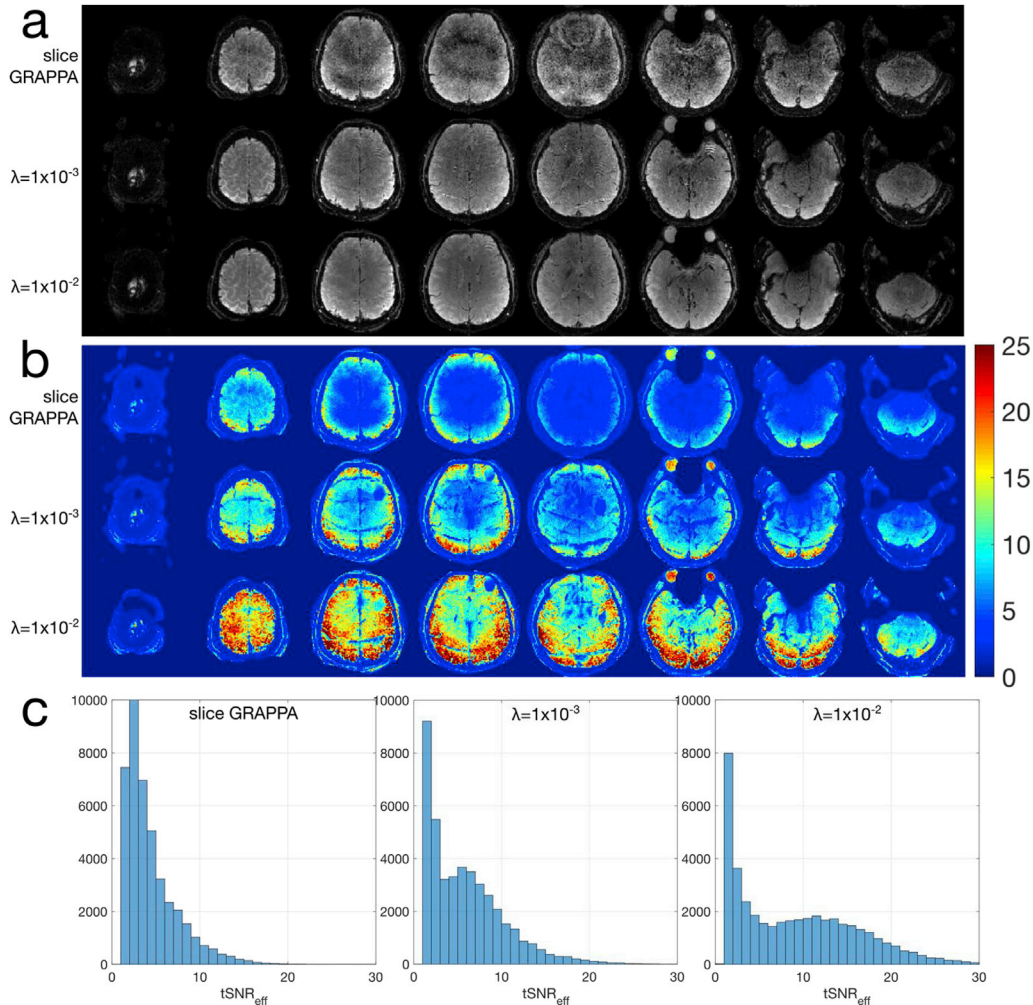 a
slice
GRAPPA
λ=1x10⁻³
λ=1x10⁻²
b
slice
GRAPPA
λ=1x10⁻³
λ=1x10⁻²
25
20
15
10
5
0
c
slice GRAPPA
10000
8000
6000
4000
2000
0
0 10 20 30
tSNR_eff
λ=1x10⁻³
10000
8000
6000
4000
2000
0
0 10 20 30
tSNR_eff
λ=1x10⁻²
10000
8000
6000
4000
2000
0
0 10 20 30
tSNR_eff